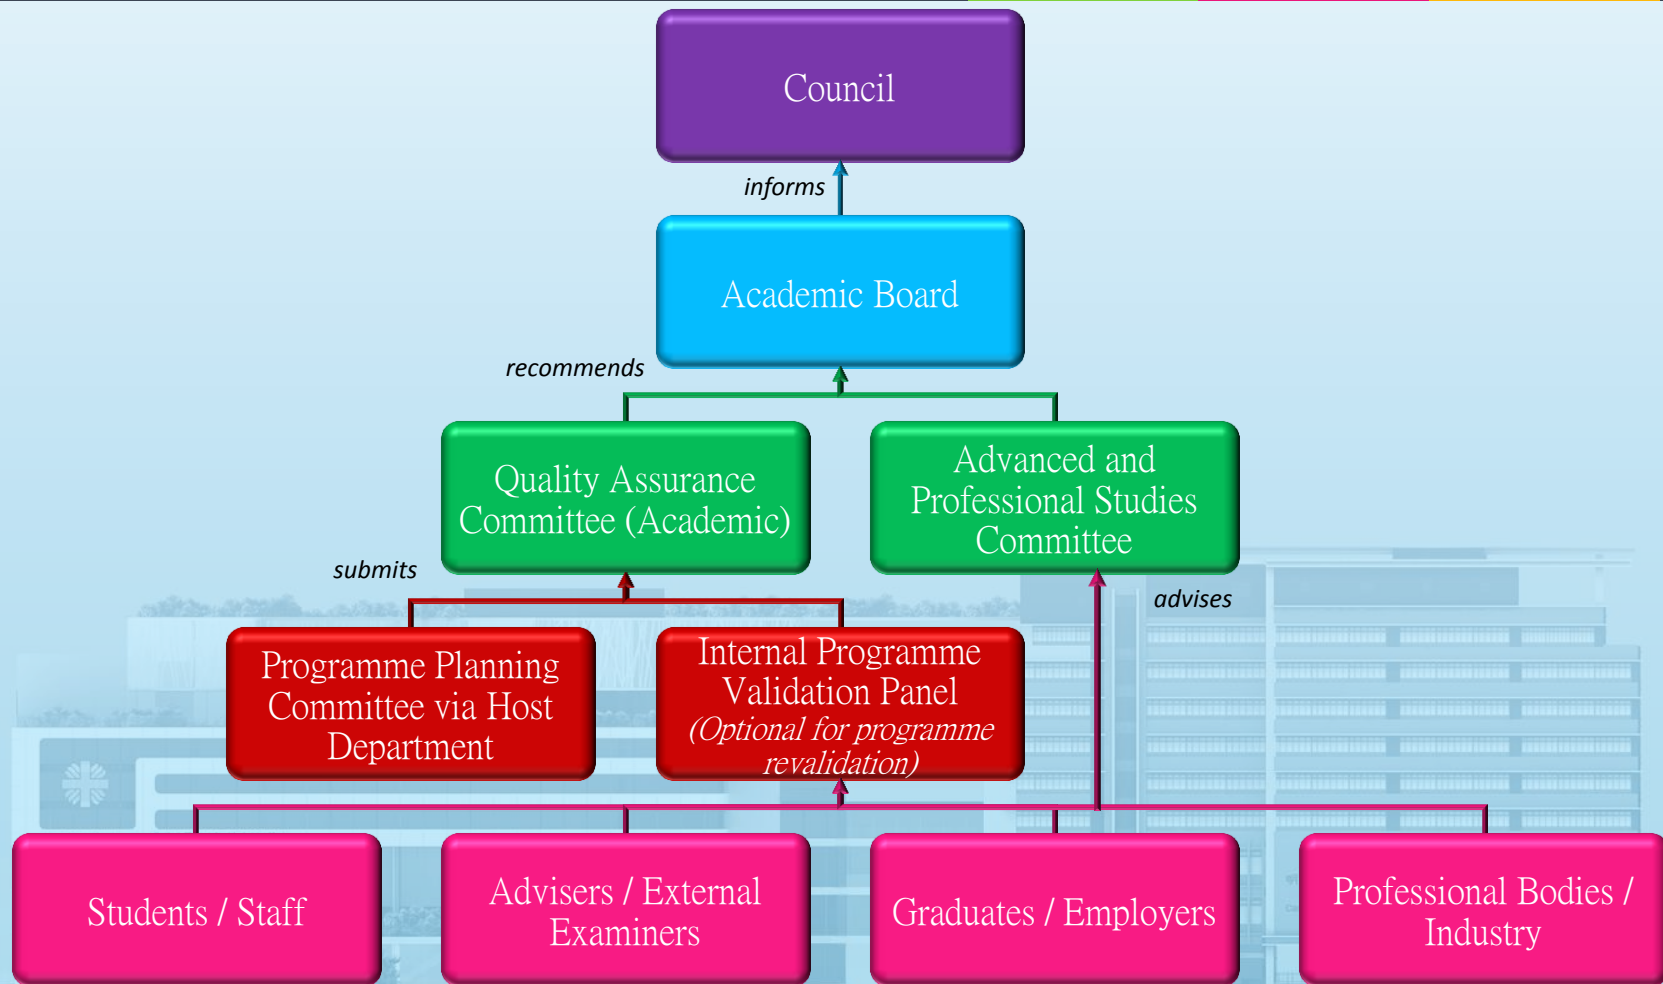 Council
informs
Academic Board
recommends
Quality Assurance
Committee (Academic)
Advanced and
Professional Studies
Committee
submits
advises
Programme Planning
Committee via Host
Department
Internal Programme
Validation Panel
(Optional for programme
revalidation)
Students / Staff
Advisers / External
Examiners
Graduates / Employers
Professional Bodies /
Industry